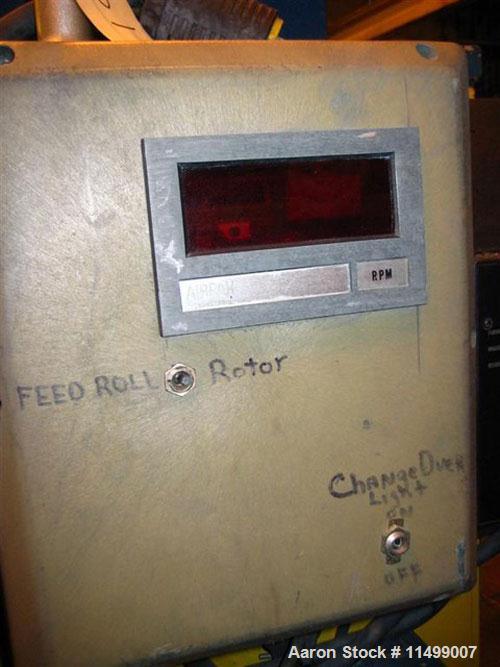 RPM
FEED ROLL Rotor
Change Over
Light
ON
OFF
Aaron Stock # 11499007